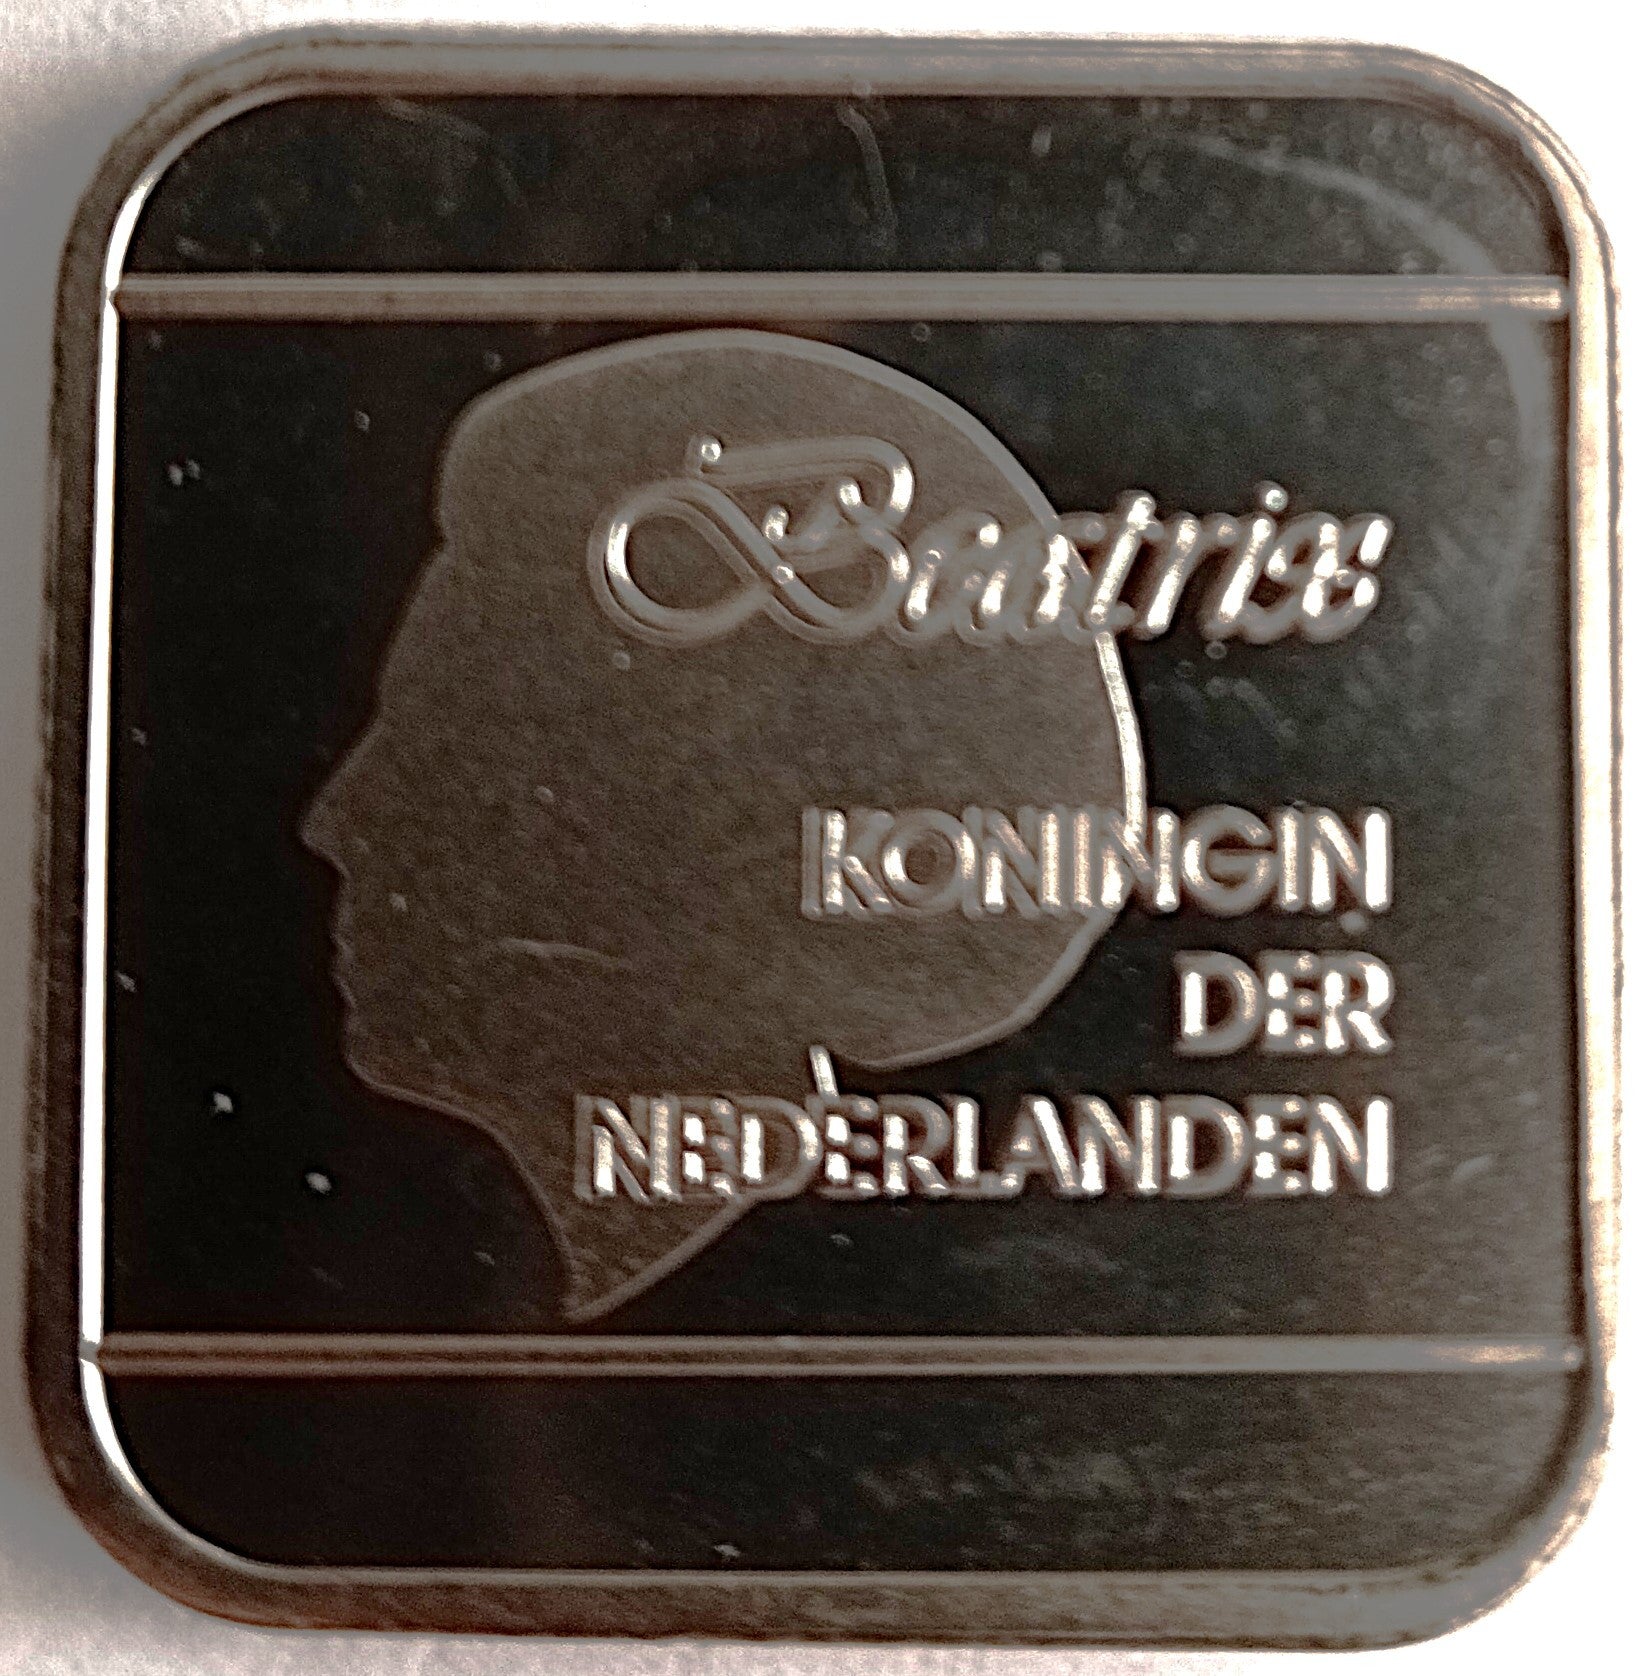 Beatrix
KONINGIN
DER
NEDERLANDEN